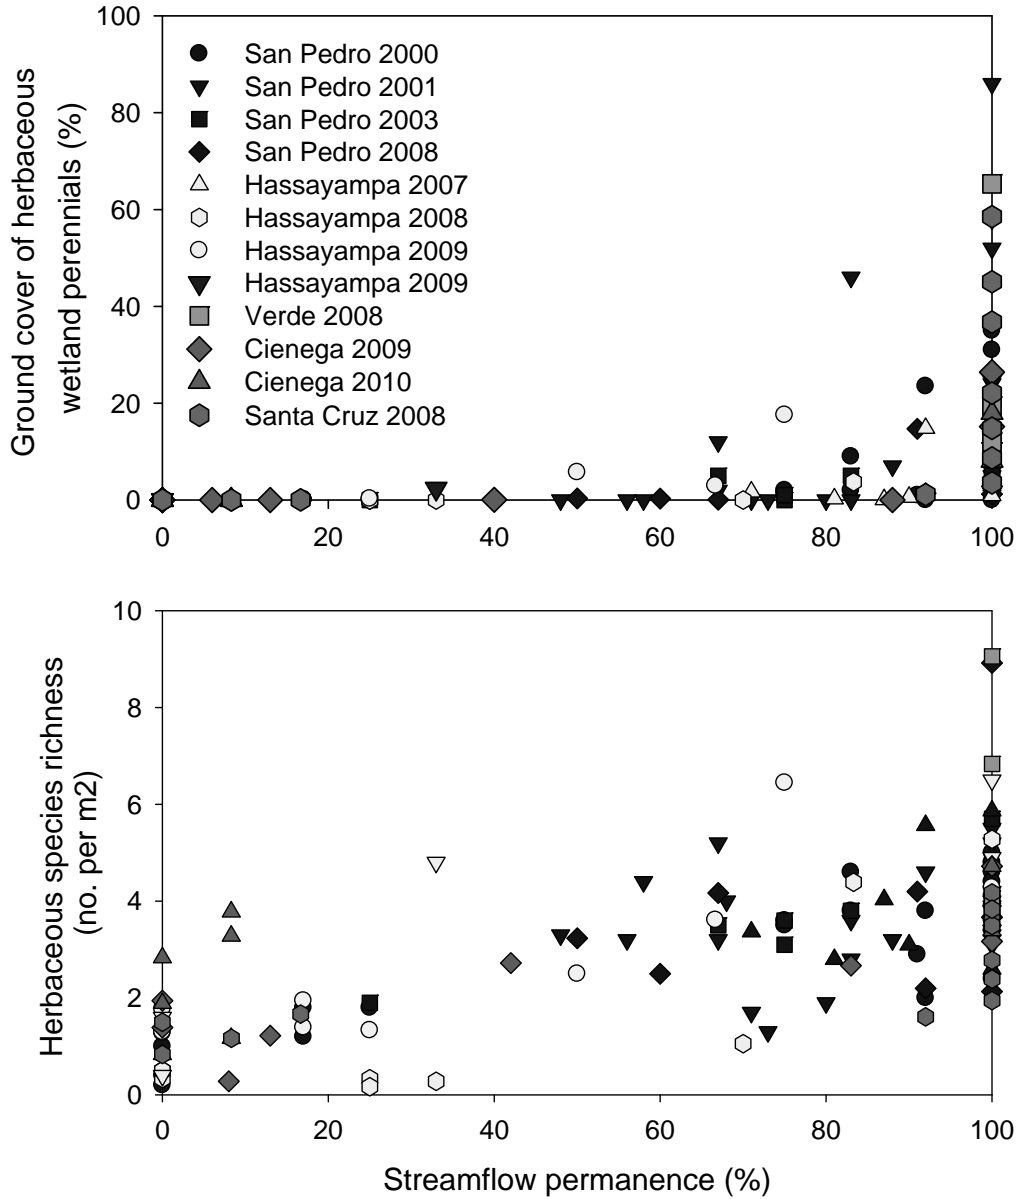 100
80
60
40
20
0
Ground cover of herbaceous
wetland perennials (%)
San Pedro 2000
San Pedro 2001
San Pedro 2003
San Pedro 2008
Hassayampa 2007
Hassayampa 2008
Hassayampa 2009
Hassayampa 2009
Verde 2008
Cienega 2009
Cienega 2010
Santa Cruz 2008
0 20 40 60 80 100
10
8
6
4
2
0
Herbaceous species richness
(no. per m2)
0 20 40 60 80 100
Streamflow permanence (%)